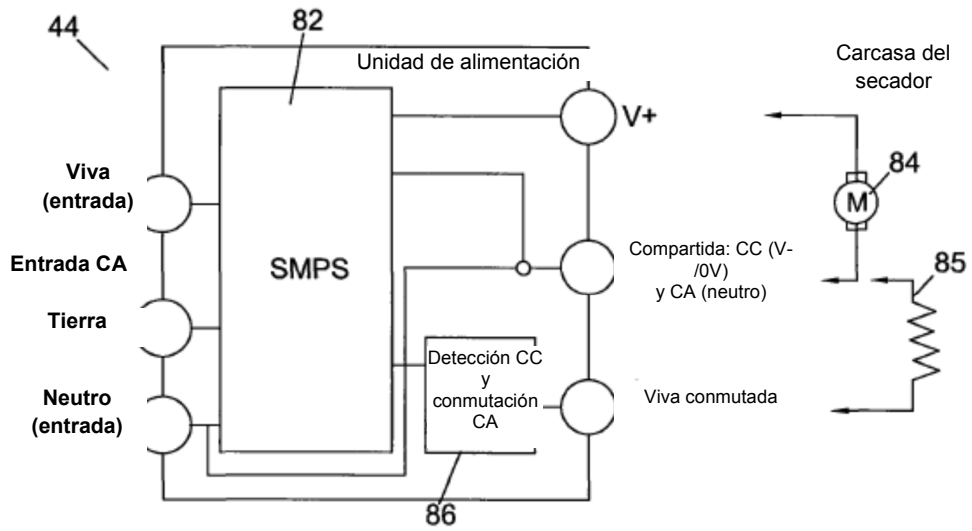 44
82
Unidad de alimentación
Carcasa del
secador
V+
Viva
(entrada)
84
M
Entrada CA
SMPS
Compartida: CC (V-
/0V)
y CA (neutro)
85
Tierra
Detección CC
y
conmutación
CA
Neutro
(entrada)
Viva conmutada
86